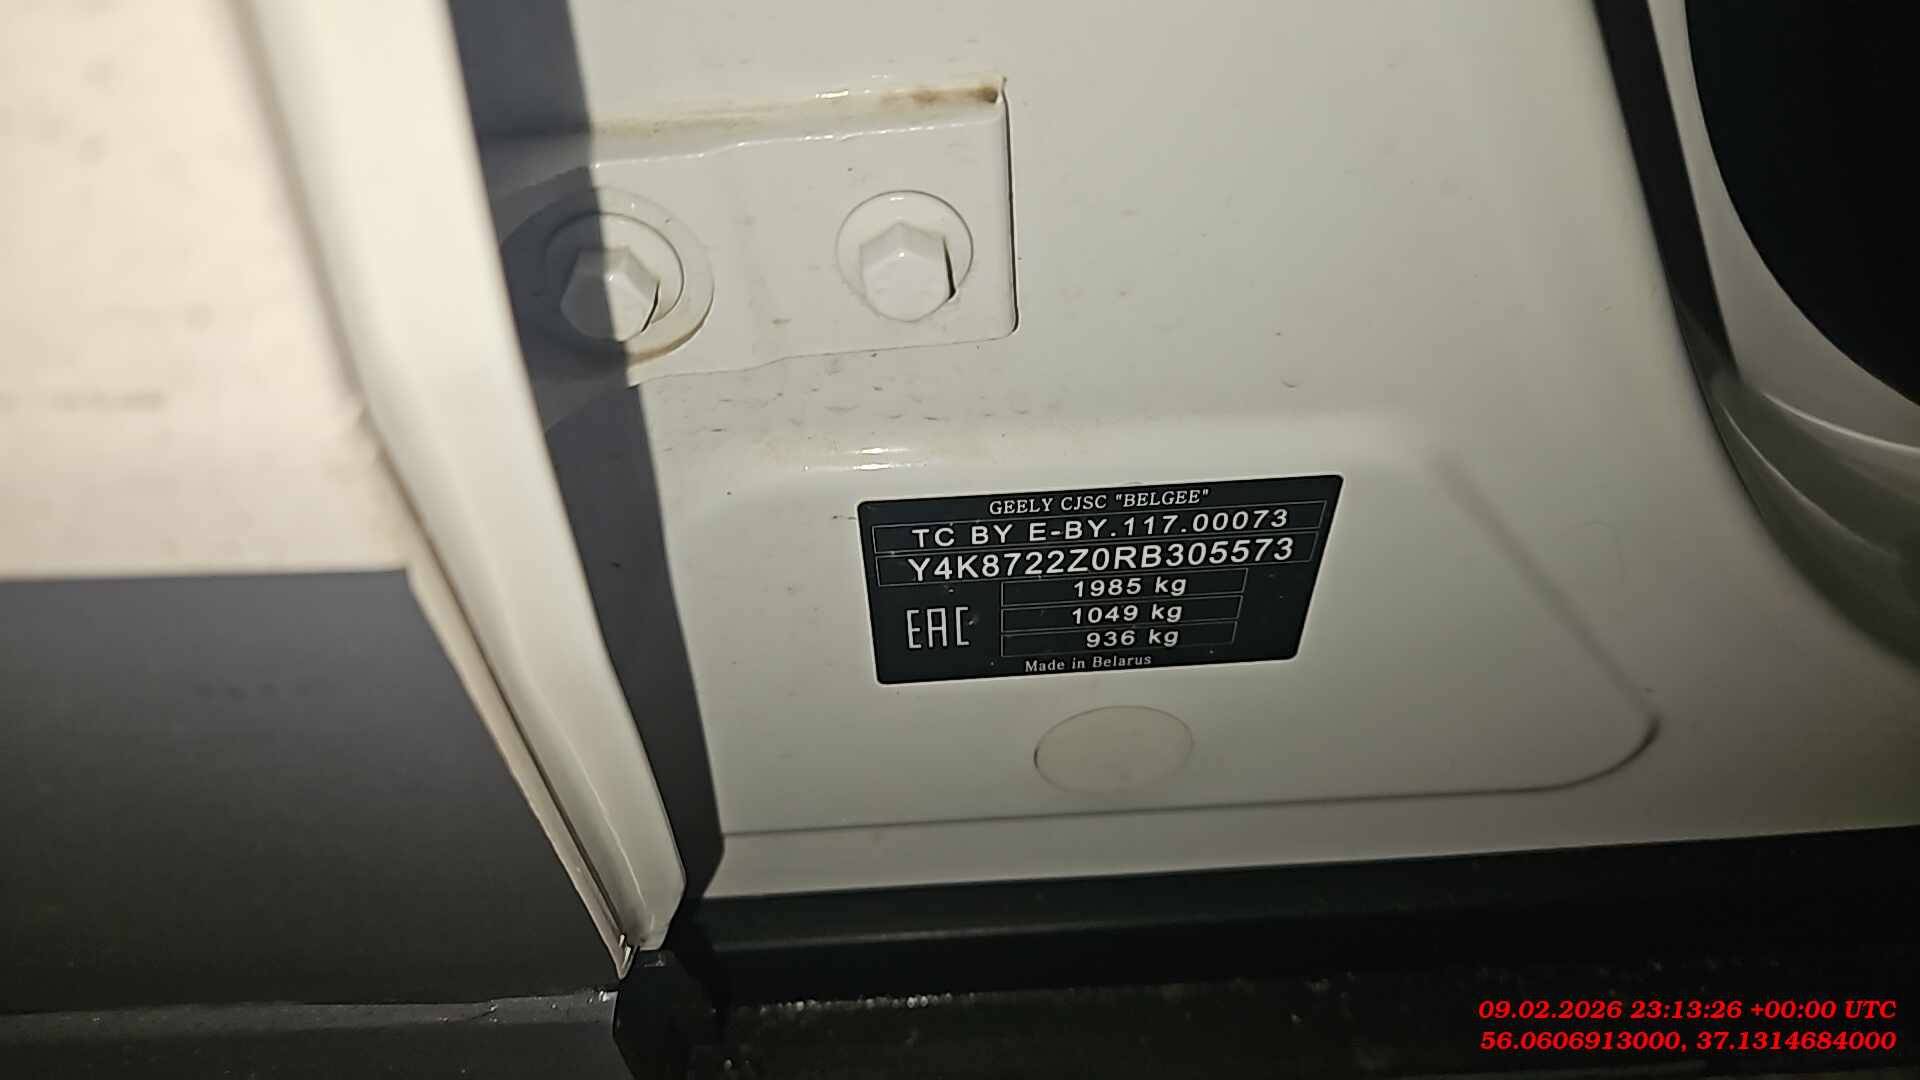 GEELY CJSC "BELGEE"
TC BY E-BY.117.00073
Y4K8722Z0RB305573
1985 kg
EAC
1049 kg
936 kg
Made in Belarus
09.02.2026 23:13:26 +00:00 UTC
56.0606913000, 37.1314684000